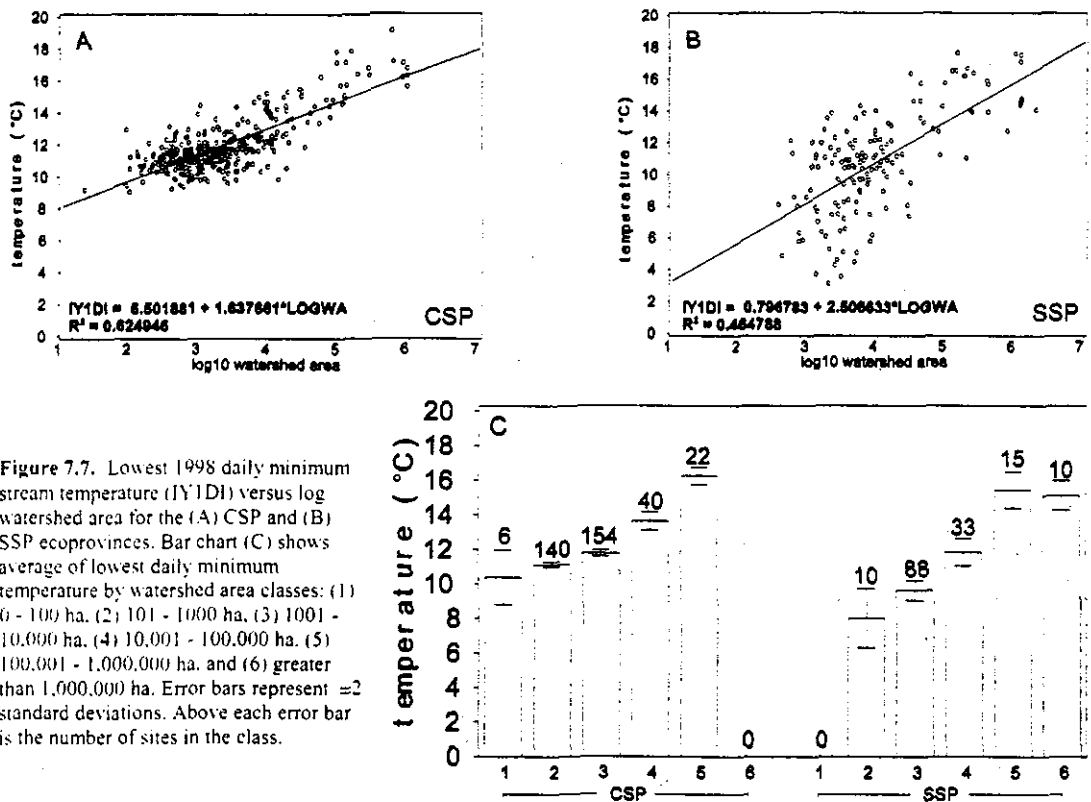 A
20
18
16
14
12
10
8
6
4
2
0
temperature (°C)
IY1DI = 6.501881 + 1.637681*LOGWA
R² = 0.624946
CSP
1 2 3 4 5 6 7
log10 watershed area
B
20
18
16
14
12
10
8
6
4
2
0
temperature (°C)
IY1DI = 0.796783 + 2.506633*LOGWA
R² = 0.464788
SSP
1 2 3 4 5 6 7
log10 watershed area
Figure 7.7. Lowest 1998 daily minimum
stream temperature (IY1DI) versus log
watershed area for the (A) CSP and (B)
SSP ecoprovinces. Bar chart (C) shows
average of lowest daily minimum
temperature by watershed area classes: (1)
0 - 100 ha, (2) 101 - 1000 ha, (3) 1001 -
10,000 ha, (4) 10,001 - 100,000 ha, (5)
100,001 - 1,000,000 ha, and (6) greater
than 1,000,000 ha. Error bars represent ±2
standard deviations. Above each error bar
is the number of sites in the class.
C
20
18
16
14
12
10
8
6
4
2
0
temperature (°C)
6 140 154 40 22 0 0 10 88 33 15 10
1 2 3 4 5 6 1 2 3 4 5 6
CSP SSP